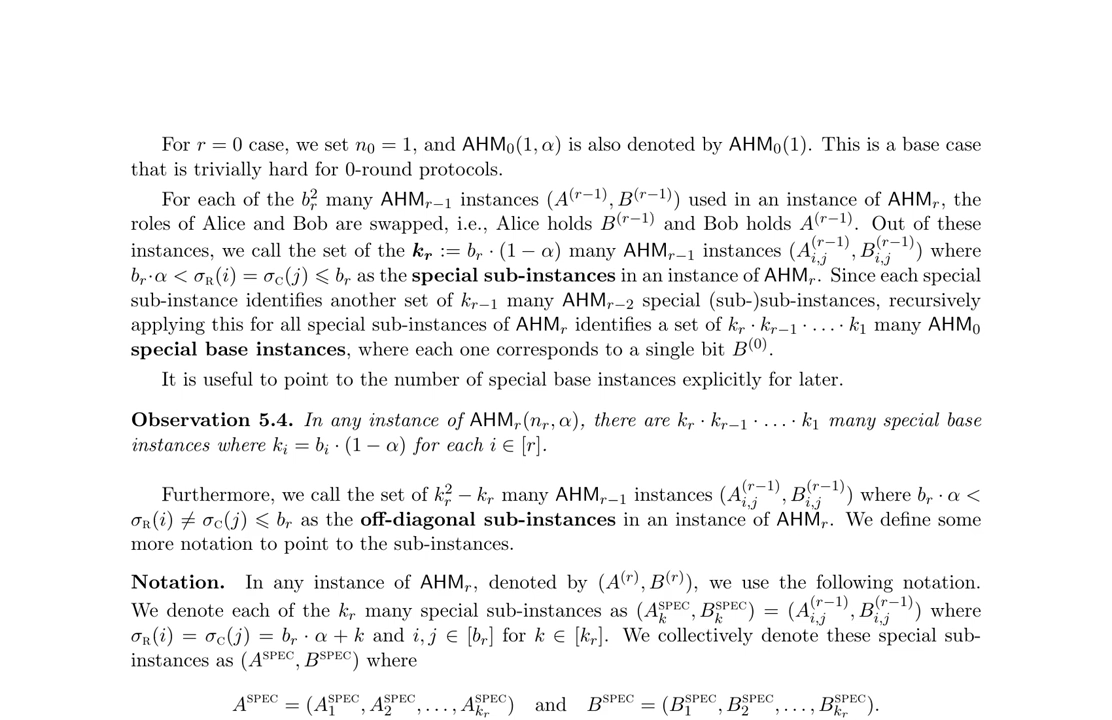 For r = 0 case, we set n₀ = 1, and AHM₀(1, α) is also denoted by AHM₀(1). This is a base case
that is trivially hard for 0-round protocols.
For each of the b_r^2 many AHM_{r−1} instances (A^{(r−1)}, B^{(r−1)}) used in an instance of AHM_r, the
roles of Alice and Bob are swapped, i.e., Alice holds B^{(r−1)} and Bob holds A^{(r−1)}. Out of these
instances, we call the set of the k_r := b_r · (1 − α) many AHM_{r−1} instances (A_{i,j}^{(r−1)}, B_{i,j}^{(r−1)}) where
b_r·α < σ_R(i) = σ_C(j) ⩽ b_r as the special sub-instances in an instance of AHM_r. Since each special
sub-instance identifies another set of k_{r−1} many AHM_{r−2} special (sub-)sub-instances, recursively
applying this for all special sub-instances of AHM_r identifies a set of k_r · k_{r−1} · . . . · k_1 many AHM₀
special base instances, where each one corresponds to a single bit B^{(0)}.
It is useful to point to the number of special base instances explicitly for later.
Observation 5.4. In any instance of AHM_r(n_r, α), there are k_r · k_{r−1} · . . . · k_1 many special base
instances where k_i = b_i · (1 − α) for each i ∈ [r].
Furthermore, we call the set of k_r^2 − k_r many AHM_{r−1} instances (A_{i,j}^{(r−1)}, B_{i,j}^{(r−1)}) where b_r · α <
σ_R(i) ≠ σ_C(j) ⩽ b_r as the off-diagonal sub-instances in an instance of AHM_r. We define some
more notation to point to the sub-instances.
Notation. In any instance of AHM_r, denoted by (A^{(r)}, B^{(r)}), we use the following notation.
We denote each of the k_r many special sub-instances as (A_k^{SPEC}, B_k^{SPEC}) = (A_{i,j}^{(r−1)}, B_{i,j}^{(r−1)}) where
σ_R(i) = σ_C(j) = b_r · α + k and i, j ∈ [b_r] for k ∈ [k_r]. We collectively denote these special sub-
instances as (A^{SPEC}, B^{SPEC}) where
A^{SPEC} = (A_1^{SPEC}, A_2^{SPEC}, . . . , A_{k_r}^{SPEC}) and B^{SPEC} = (B_1^{SPEC}, B_2^{SPEC}, . . . , B_{k_r}^{SPEC}).